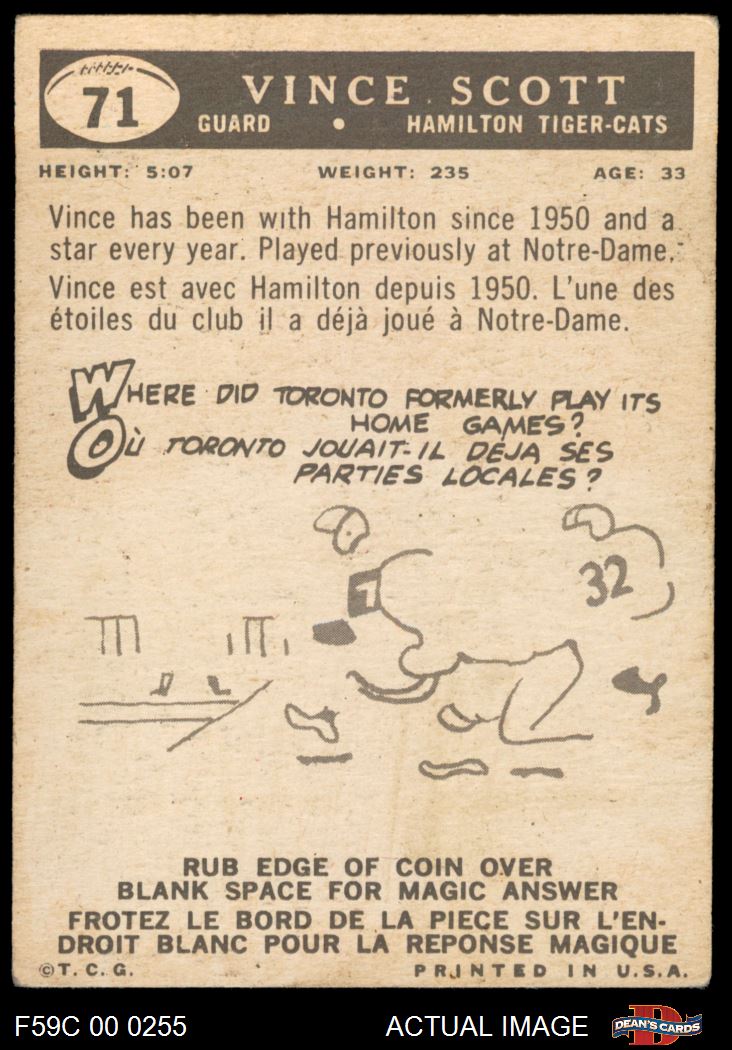 71
VINCE SCOTT
GUARD • HAMILTON TIGER-CATS
HEIGHT: 5:07 WEIGHT: 235 AGE: 33
Vince has been with Hamilton since 1950 and a
star every year. Played previously at Notre-Dame.
Vince est avec Hamilton depuis 1950. L'une des
étoiles du club il a déjà joué à Notre-Dame.
WHERE DID TORONTO FORMERLY PLAY ITS
HOME GAMES?
OÙ TORONTO JOUAIT-IL DÉJA SES
PARTIES LOCALES?
7
32
RUB EDGE OF COIN OVER
BLANK SPACE FOR MAGIC ANSWER
FROTEZ LE BORD DE LA PIECE SUR L'EN-
DROIT BLANC POUR LA REPONSE MAGIQUE
©T.C.G. PRINTED IN U.S.A.
F59C 00 0255 ACTUAL IMAGE D DEAN'S CARDS